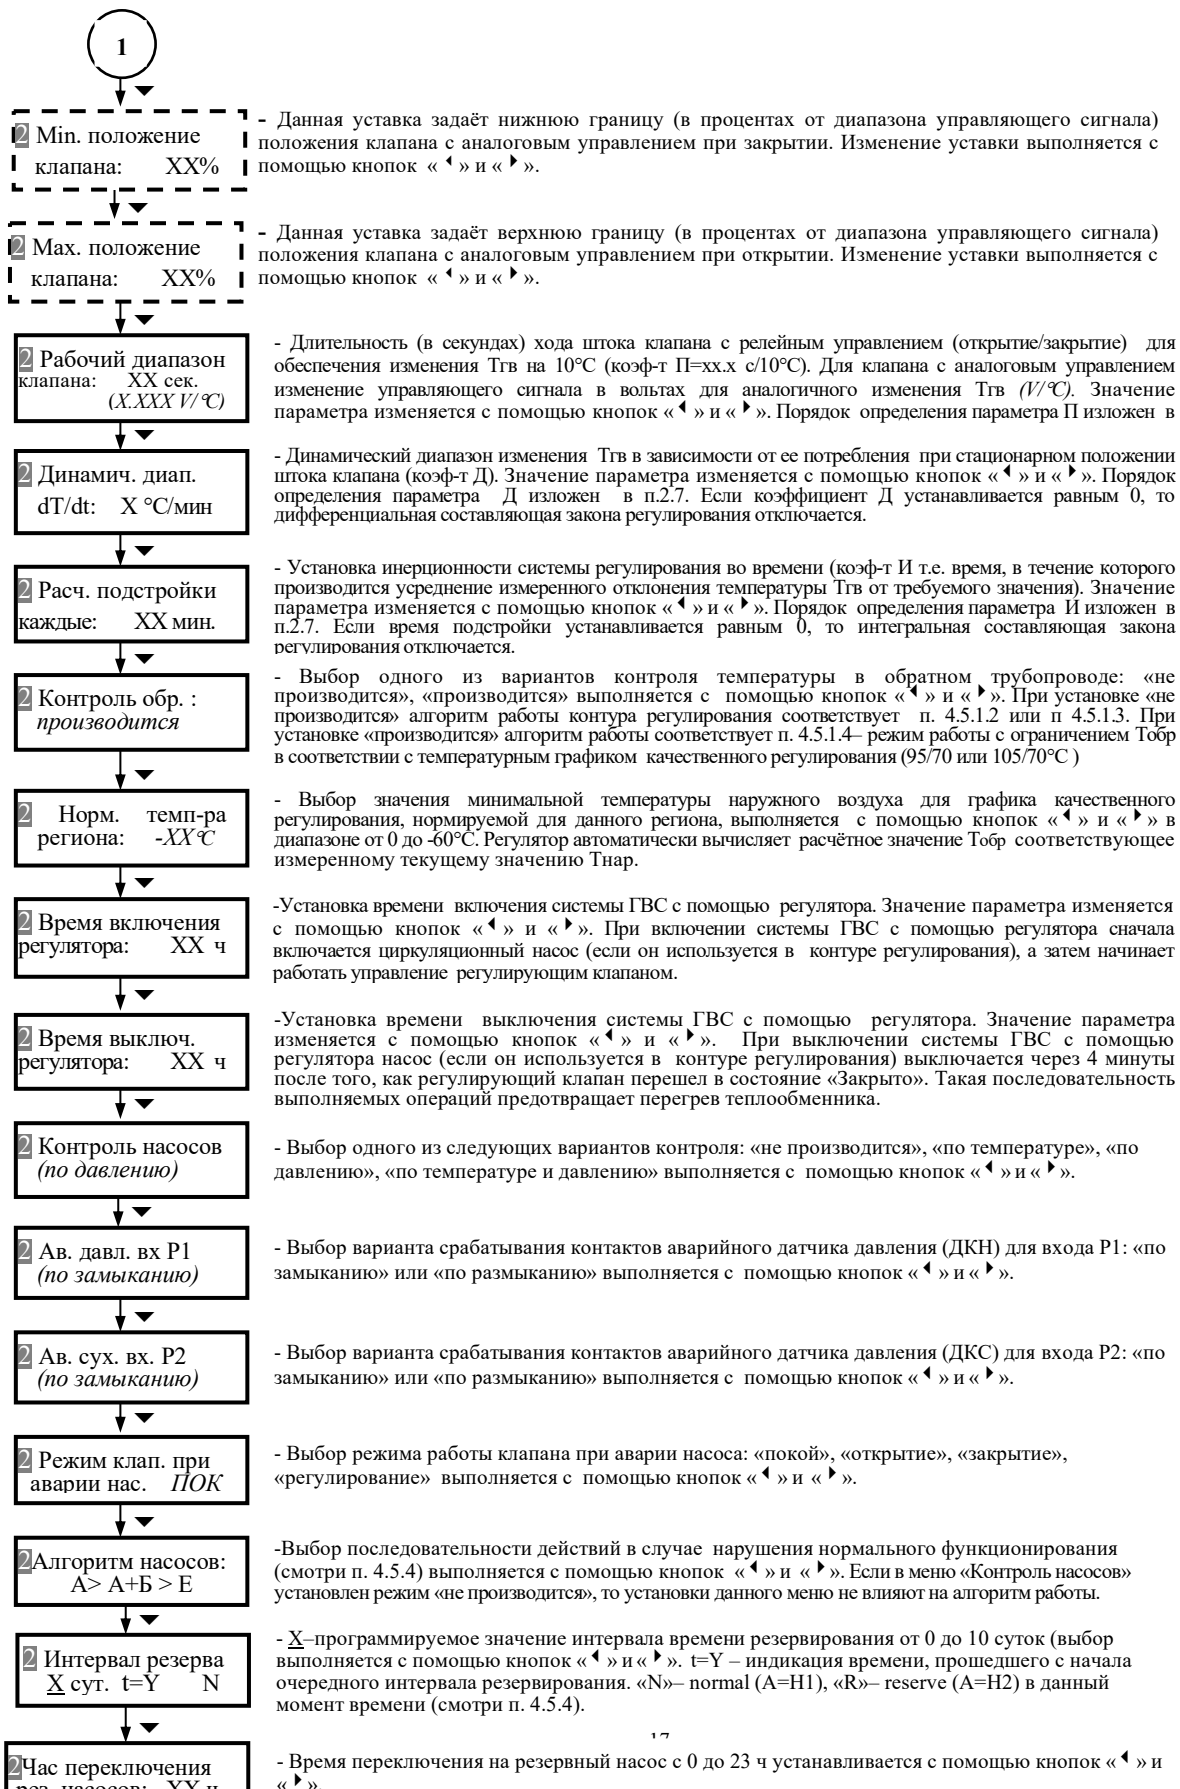 1
2 Min. положение
клапана: XX%
- Данная уставка задаёт нижнюю границу (в процентах от диапазона управляющего сигнала)
положения клапана с аналоговым управлением при закрытии. Изменение уставки выполняется с
помощью кнопок « » и « ».
2 Max. положение
клапана: XX%
- Данная уставка задаёт верхнюю границу (в процентах от диапазона управляющего сигнала)
положения клапана с аналоговым управлением при открытии. Изменение уставки выполняется с
помощью кнопок « » и « ».
2 Рабочий диапазон
клапана: XX сек.
(X.XXX V/°C)
- Длительность (в секундах) хода штока клапана с релейным управлением (открытие/закрытие) для
обеспечения изменения Тгв на 10°С (коэф-т П=хх.х с/10°С). Для клапана с аналоговым управлением
изменение управляющего сигнала в вольтах для аналогичного изменения Тгв (V/°C). Значение
параметра изменяется с помощью кнопок « » и « ». Порядок определения параметра П изложен в
2 Динамич. диап.
dT/dt: X °С/мин
- Динамический диапазон изменения Тгв в зависимости от ее потребления при стационарном положении
штока клапана (коэф-т Д). Значение параметра изменяется с помощью кнопок « » и « ». Порядок
определения параметра Д изложен в п.2.7. Если коэффициент Д устанавливается равным 0, то
дифференциальная составляющая закона регулирования отключается.
2 Расч. подстройки
каждые: XX мин.
- Установка инерционности системы регулирования во времени (коэф-т И т.е. время, в течение которого
производится усреднение измеренного отклонения температуры Тгв от требуемого значения). Значение
параметра изменяется с помощью кнопок « » и « ». Порядок определения параметра И изложен в
п.2.7. Если время подстройки устанавливается равным 0, то интегральная составляющая закона
регулирования отключается.
2 Контроль обр. :
производится
- Выбор одного из вариантов контроля температуры в обратном трубопроводе: «не
производится», «производится» выполняется с помощью кнопок « » и « ». При установке «не
производится» алгоритм работы контура регулирования соответствует п. 4.5.1.2 или п 4.5.1.3. При
установке «производится» алгоритм работы соответствует п. 4.5.1.4– режим работы с ограничением Тобр
в соответствии с температурным графиком качественного регулирования (95/70 или 105/70°С )
2 Норм. темп-ра
региона: -XX°C
- Выбор значения минимальной температуры наружного воздуха для графика качественного
регулирования, нормируемой для данного региона, выполняется с помощью кнопок « » и « » в
диапазоне от 0 до -60°С. Регулятор автоматически вычисляет расчётное значение Тобр соответствующее
измеренному текущему значению Тнар.
2 Время включения
регулятора: XX ч
-Установка времени включения системы ГВС с помощью регулятора. Значение параметра изменяется
с помощью кнопок « » и « ». При включении системы ГВС с помощью регулятора сначала
включается циркуляционный насос (если он используется в контуре регулирования), а затем начинает
работать управление регулирующим клапаном.
2 Время выключ.
регулятора: XX ч
-Установка времени выключения системы ГВС с помощью регулятора. Значение параметра
изменяется с помощью кнопок « » и « ». При выключении системы ГВС с помощью
регулятора насос (если он используется в контуре регулирования) выключается через 4 минуты
после того, как регулирующий клапан перешел в состояние «Закрыто». Такая последовательность
выполняемых операций предотвращает перегрев теплообменника.
2 Контроль насосов
(по давлению)
- Выбор одного из следующих вариантов контроля: «не производится», «по температуре», «по
давлению», «по температуре и давлению» выполняется с помощью кнопок « » и « ».
2 Ав. давл. вх Р1
(по замыканию)
- Выбор варианта срабатывания контактов аварийного датчика давления (ДКН) для входа Р1: «по
замыканию» или «по размыканию» выполняется с помощью кнопок « » и « ».
2 Ав. сух. вх. Р2
(по замыканию)
- Выбор варианта срабатывания контактов аварийного датчика давления (ДКС) для входа Р2: «по
замыканию» или «по размыканию» выполняется с помощью кнопок « » и « ».
2 Режим клап. при
аварии нас. ПОК
- Выбор режима работы клапана при аварии насоса: «покой», «открытие», «закрытие»,
«регулирование» выполняется с помощью кнопок « » и « ».
2Алгоритм насосов:
А> А+Б > Е
-Выбор последовательности действий в случае нарушения нормального функционирования
(смотри п. 4.5.4) выполняется с помощью кнопок « » и « ». Если в меню «Контроль насосов»
установлен режим «не производится», то установки данного меню не влияют на алгоритм работы.
2 Интервал резерва
X сут. t=Y N
- X–программируемое значение интервала времени резервирования от 0 до 10 суток (выбор
выполняется с помощью кнопок « » и « ». t=Y – индикация времени, прошедшего с начала
очередного интервала резервирования. «N»– normal (А=Н1), «R»– reserve (А=Н2) в данный
момент времени (смотри п. 4.5.4).
17
2Час переключения
рез. насосов: XX ч
- Время переключения на резервный насос с 0 до 23 ч устанавливается с помощью кнопок « » и
« ».